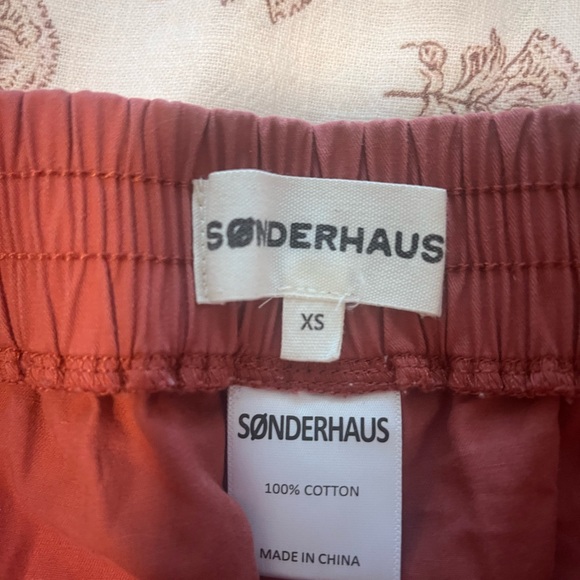 SØNDERHAUS
XS
SØNDERHAUS
100% COTTON
MADE IN CHINA